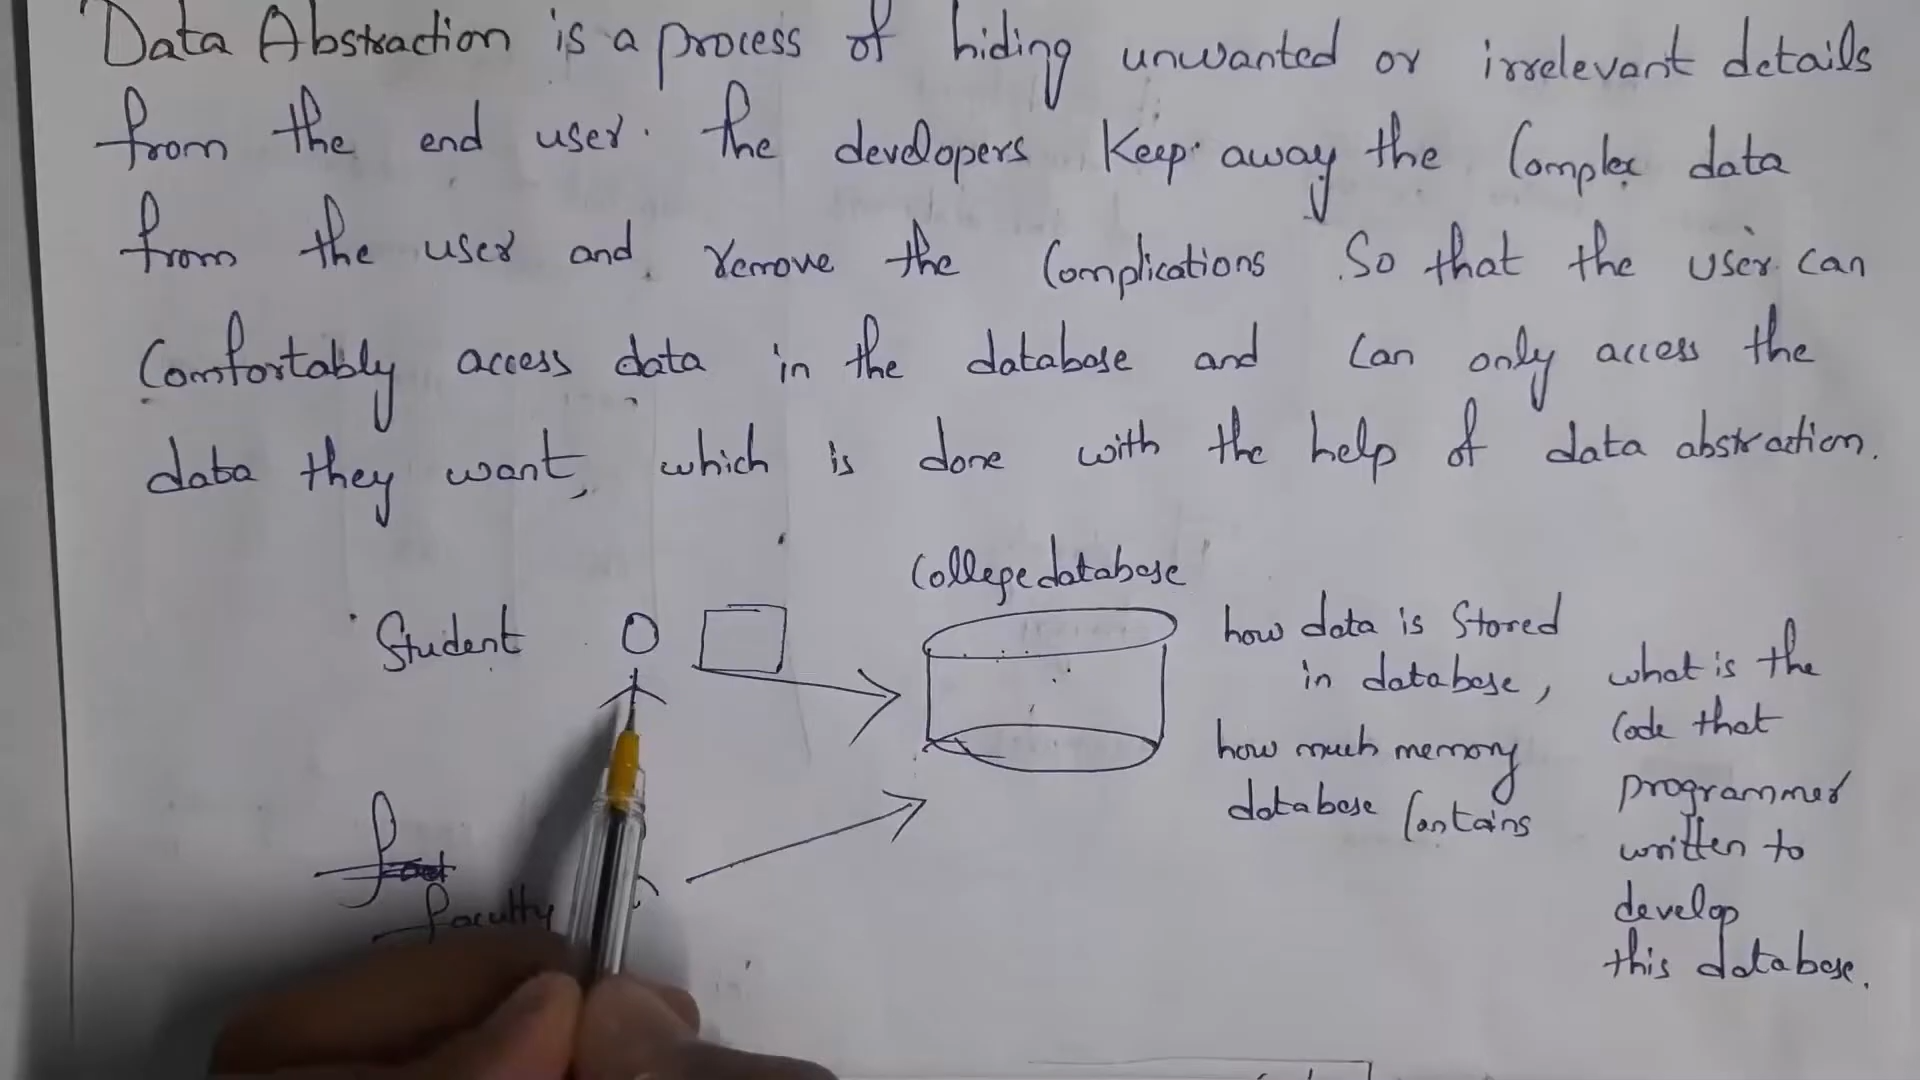 Data Abstraction is a process of hiding unwanted or irrelevant details
from the end user. the developers Keep away the Complex data
from the user and remove the Complications So that the user can
Comfortably access data in the database and can only access the
data they want, which is done with the help of data abstraction.
College database
Student
how data is Stored
in database,
how much memory
database Contains
what is the
Code that
programmer
written to
develop
this database.
faculty